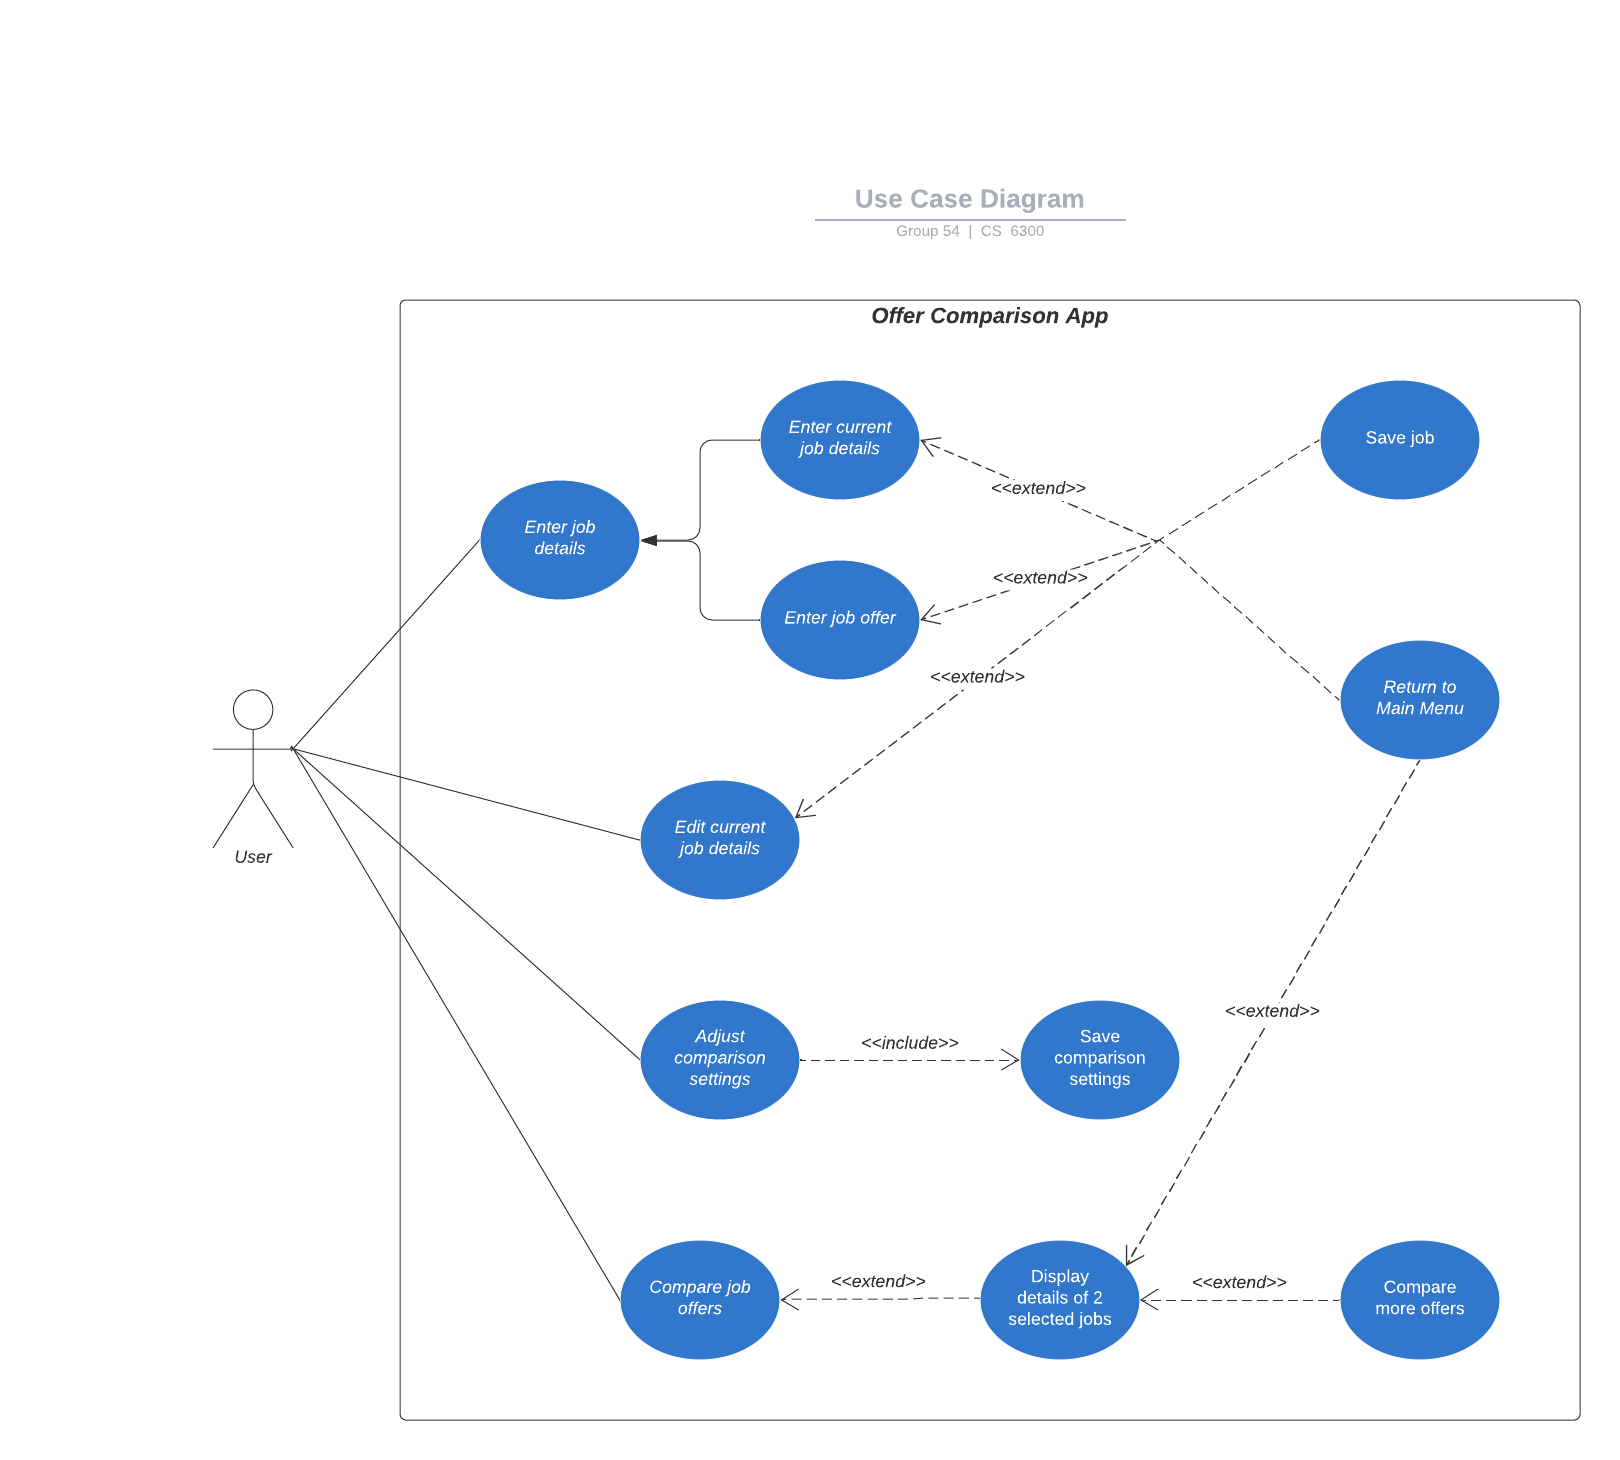 Use Case Diagram
Group 54 | CS 6300
Offer Comparison App
Enter current
job details
Save job
<<extend>>
Enter job
details
<<extend>>
Enter job offer
<<extend>>
Return to
Main Menu
User
Edit current
job details
<<extend>>
Adjust
comparison
settings
<<include>>
Save
comparison
settings
Compare job
offers
<<extend>>
Display
details of 2
selected jobs
<<extend>>
Compare
more offers